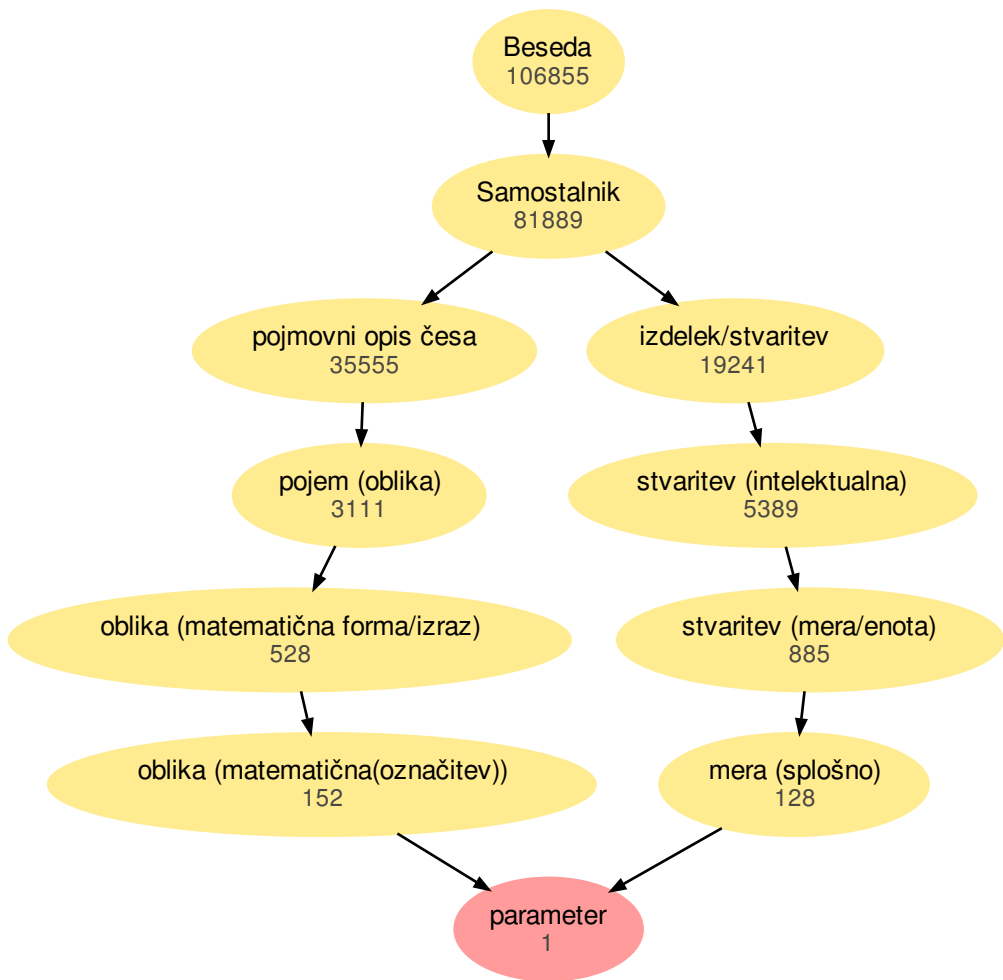 Beseda
106855
Samostalnik
81889
pojmovni opis česa
35555
izdelek/stvaritev
19241
pojem (oblika)
3111
stvaritev (intelektualna)
5389
oblika (matematična forma/izraz)
528
stvaritev (mera/enota)
885
oblika (matematična(označitev))
152
mera (splošno)
128
parameter
1